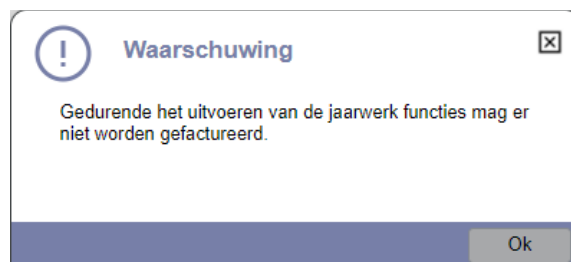 Waarschuwing
Gedurende het uitvoeren van de jaarwerk functies mag er
niet worden gefactureerd.
Ok